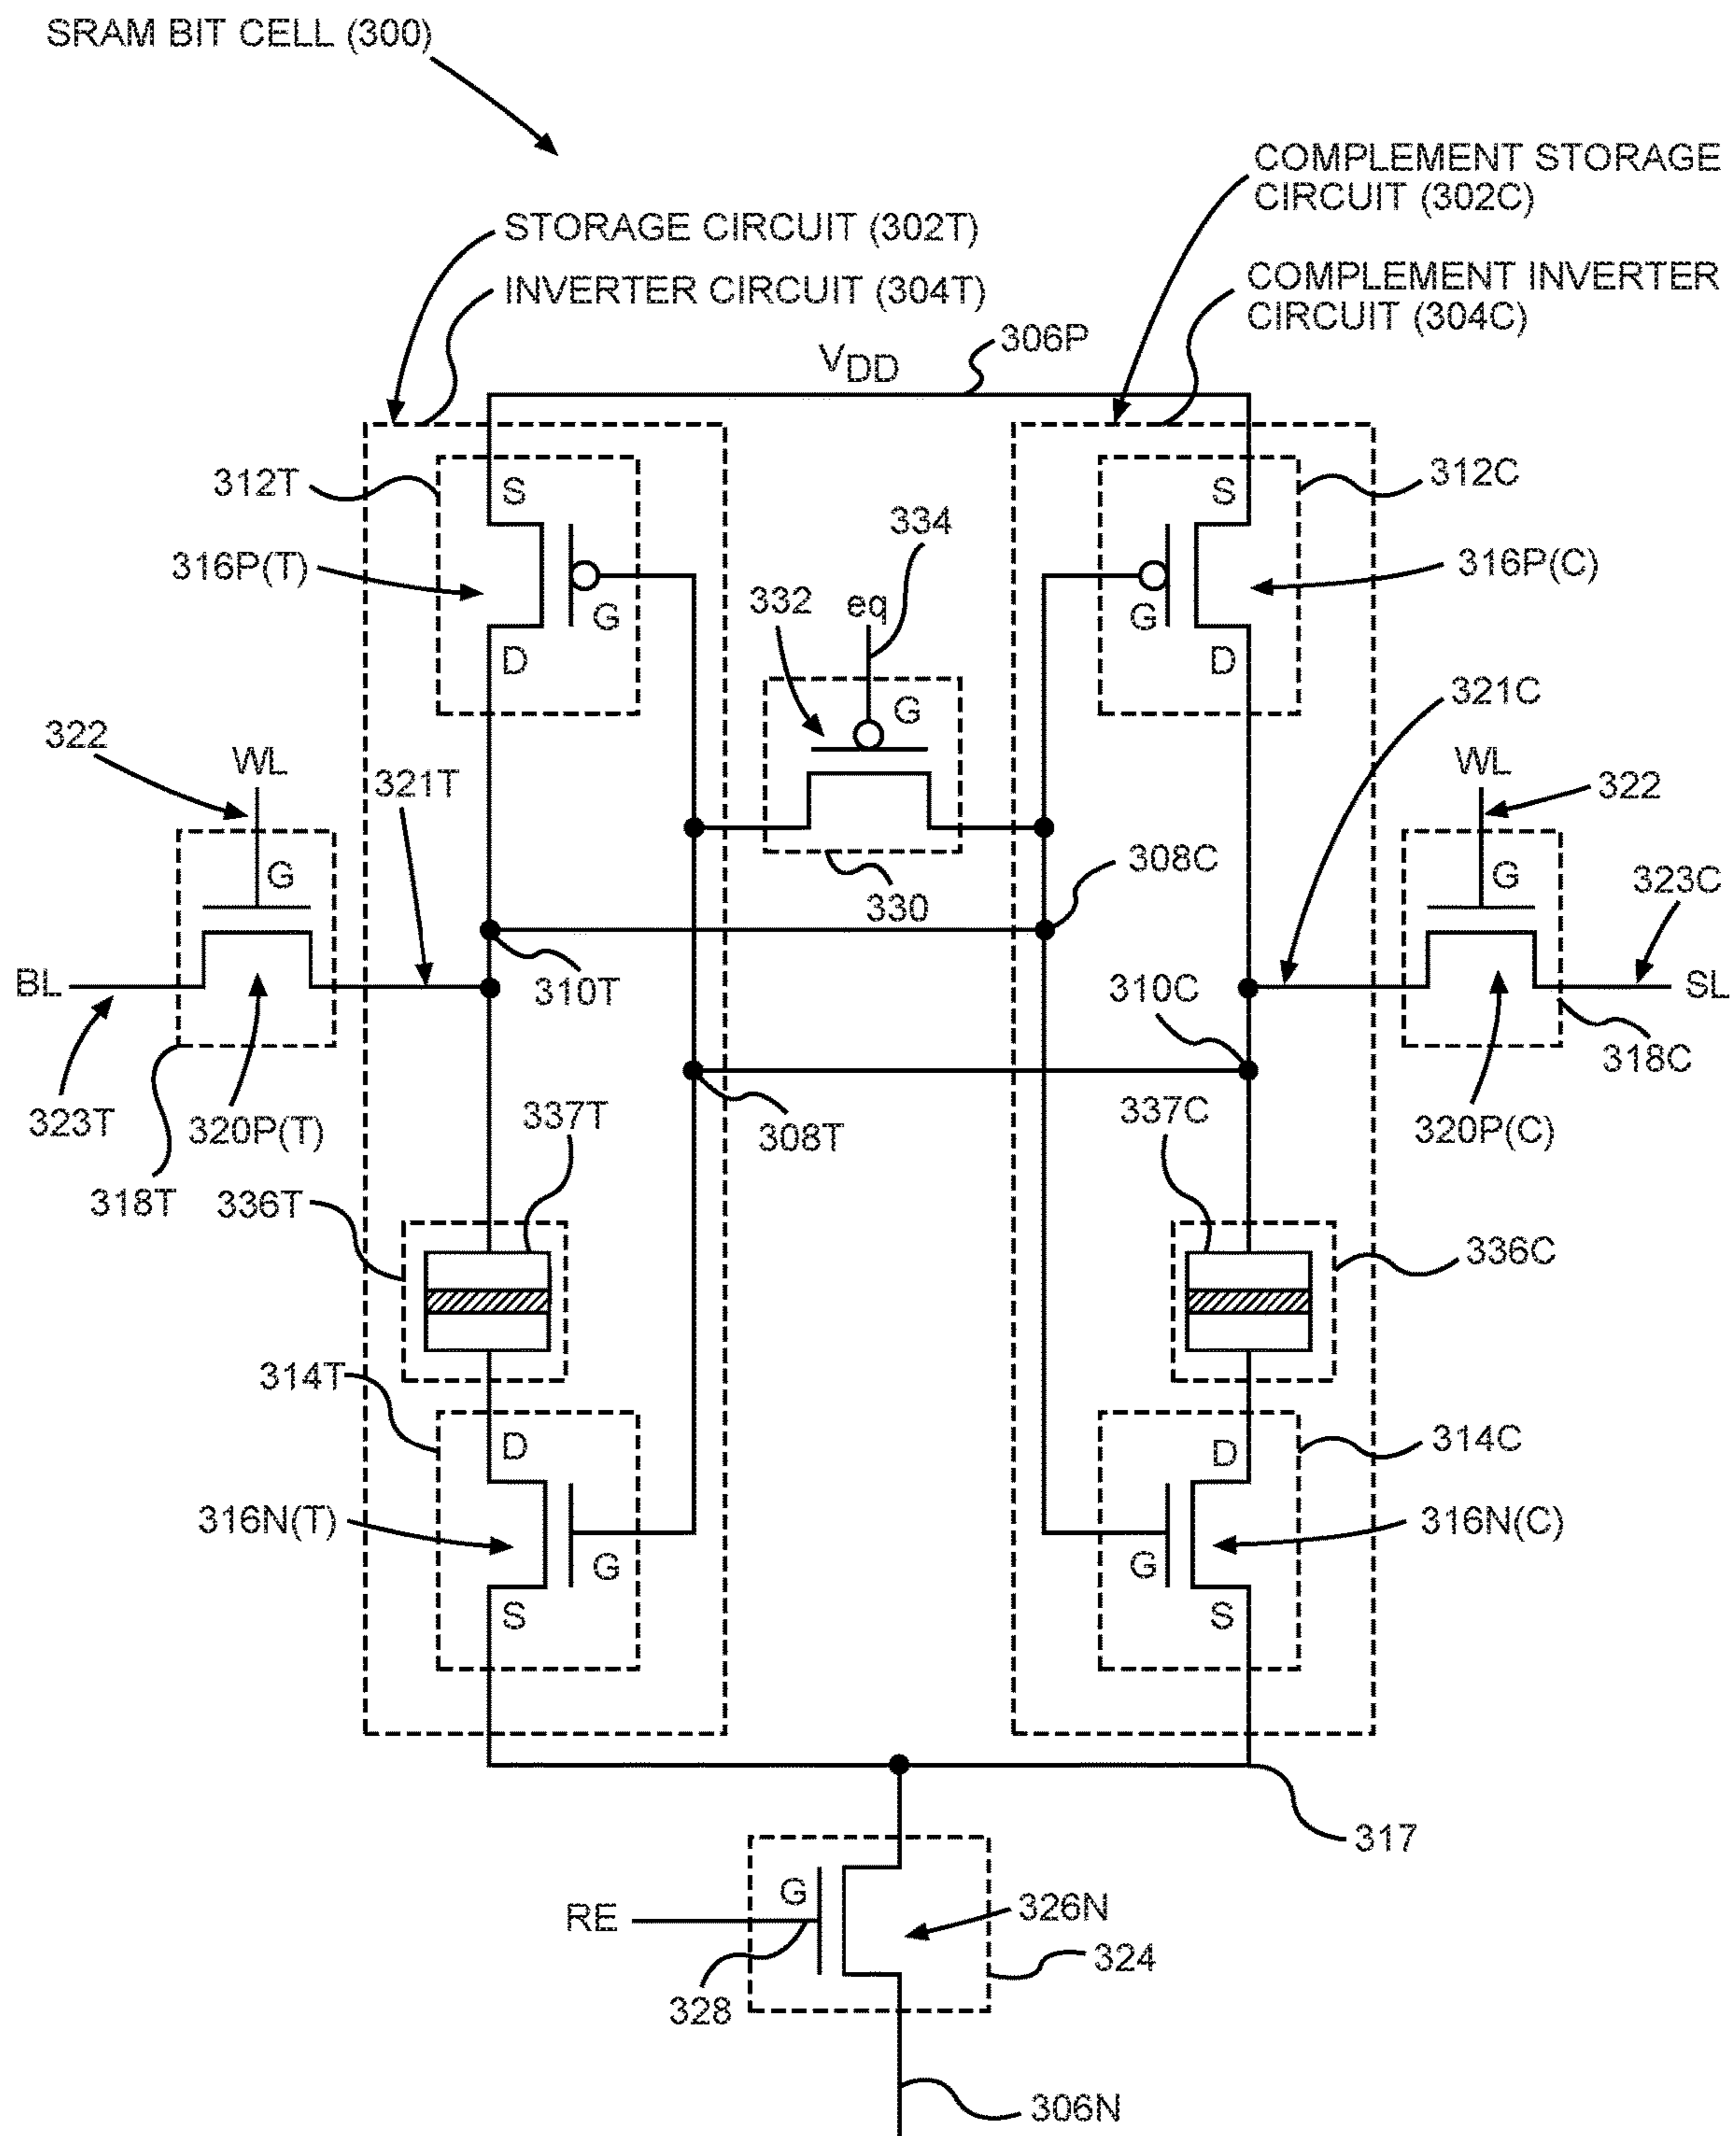 SRAM BIT CELL (300)
COMPLEMENT STORAGE
CIRCUIT (302C)
STORAGE CIRCUIT (302T)
INVERTER CIRCUIT (304T)
COMPLEMENT INVERTER
CIRCUIT (304C)
306P
VDD
312T
S
S
312C
334
316P(T)
316P(C)
332
eq
G
G
D
D
321C
G
322
WL
321T
WL
322
308C
G
G
323C
330
BL
310T
310C
SL
318C
323T
320P(T)
337T
308T
337C
320P(C)
318T
336T
336C
314T
D
D
314C
316N(T)
316N(C)
G
G
S
S
317
G
RE
326N
324
328
306N